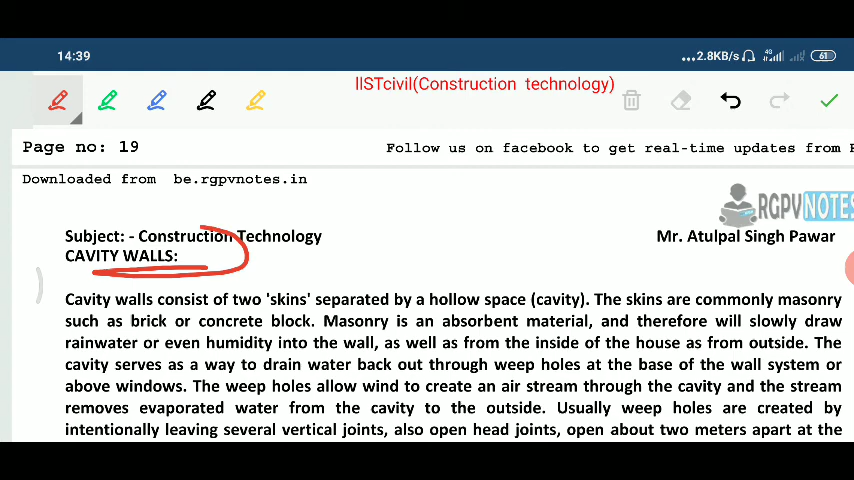 14:39
...2.8KB/s 4G 61
IISTcivil(Construction technology)
Page no: 19
Follow us on facebook to get real-time updates from
Downloaded from be.rgpvnotes.in
RGPV NOTES
Subject: - Construction Technology
Mr. Atulpal Singh Pawar
CAVITY WALLS:
Cavity walls consist of two 'skins' separated by a hollow space (cavity). The skins are commonly masonry
such as brick or concrete block. Masonry is an absorbent material, and therefore will slowly draw
rainwater or even humidity into the wall, as well as from the inside of the house as from outside. The
cavity serves as a way to drain water back out through weep holes at the base of the wall system or
above windows. The weep holes allow wind to create an air stream through the cavity and the stream
removes evaporated water from the cavity to the outside. Usually weep holes are created by
intentionally leaving several vertical joints, also open head joints, open about two meters apart at the